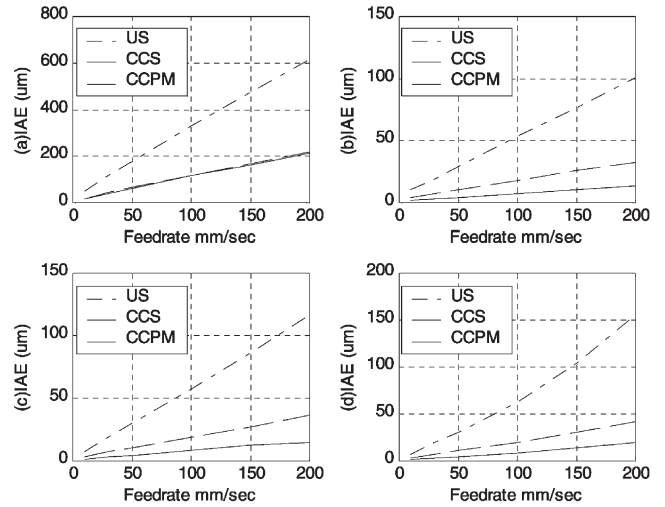 800
600
400
200
0
(a)IAE (um)
US
CCS
CCPM
0 50 100 150 200
Feedrate mm/sec
150
100
50
0
(b)IAE (um)
US
CCS
CCPM
0 50 100 150 200
Feedrate mm/sec
150
100
50
0
(c)IAE (um)
US
CCS
CCPM
0 50 100 150 200
Feedrate mm/sec
200
150
100
50
0
(d)IAE (um)
US
CCS
CCPM
0 50 100 150 200
Feedrate mm/sec